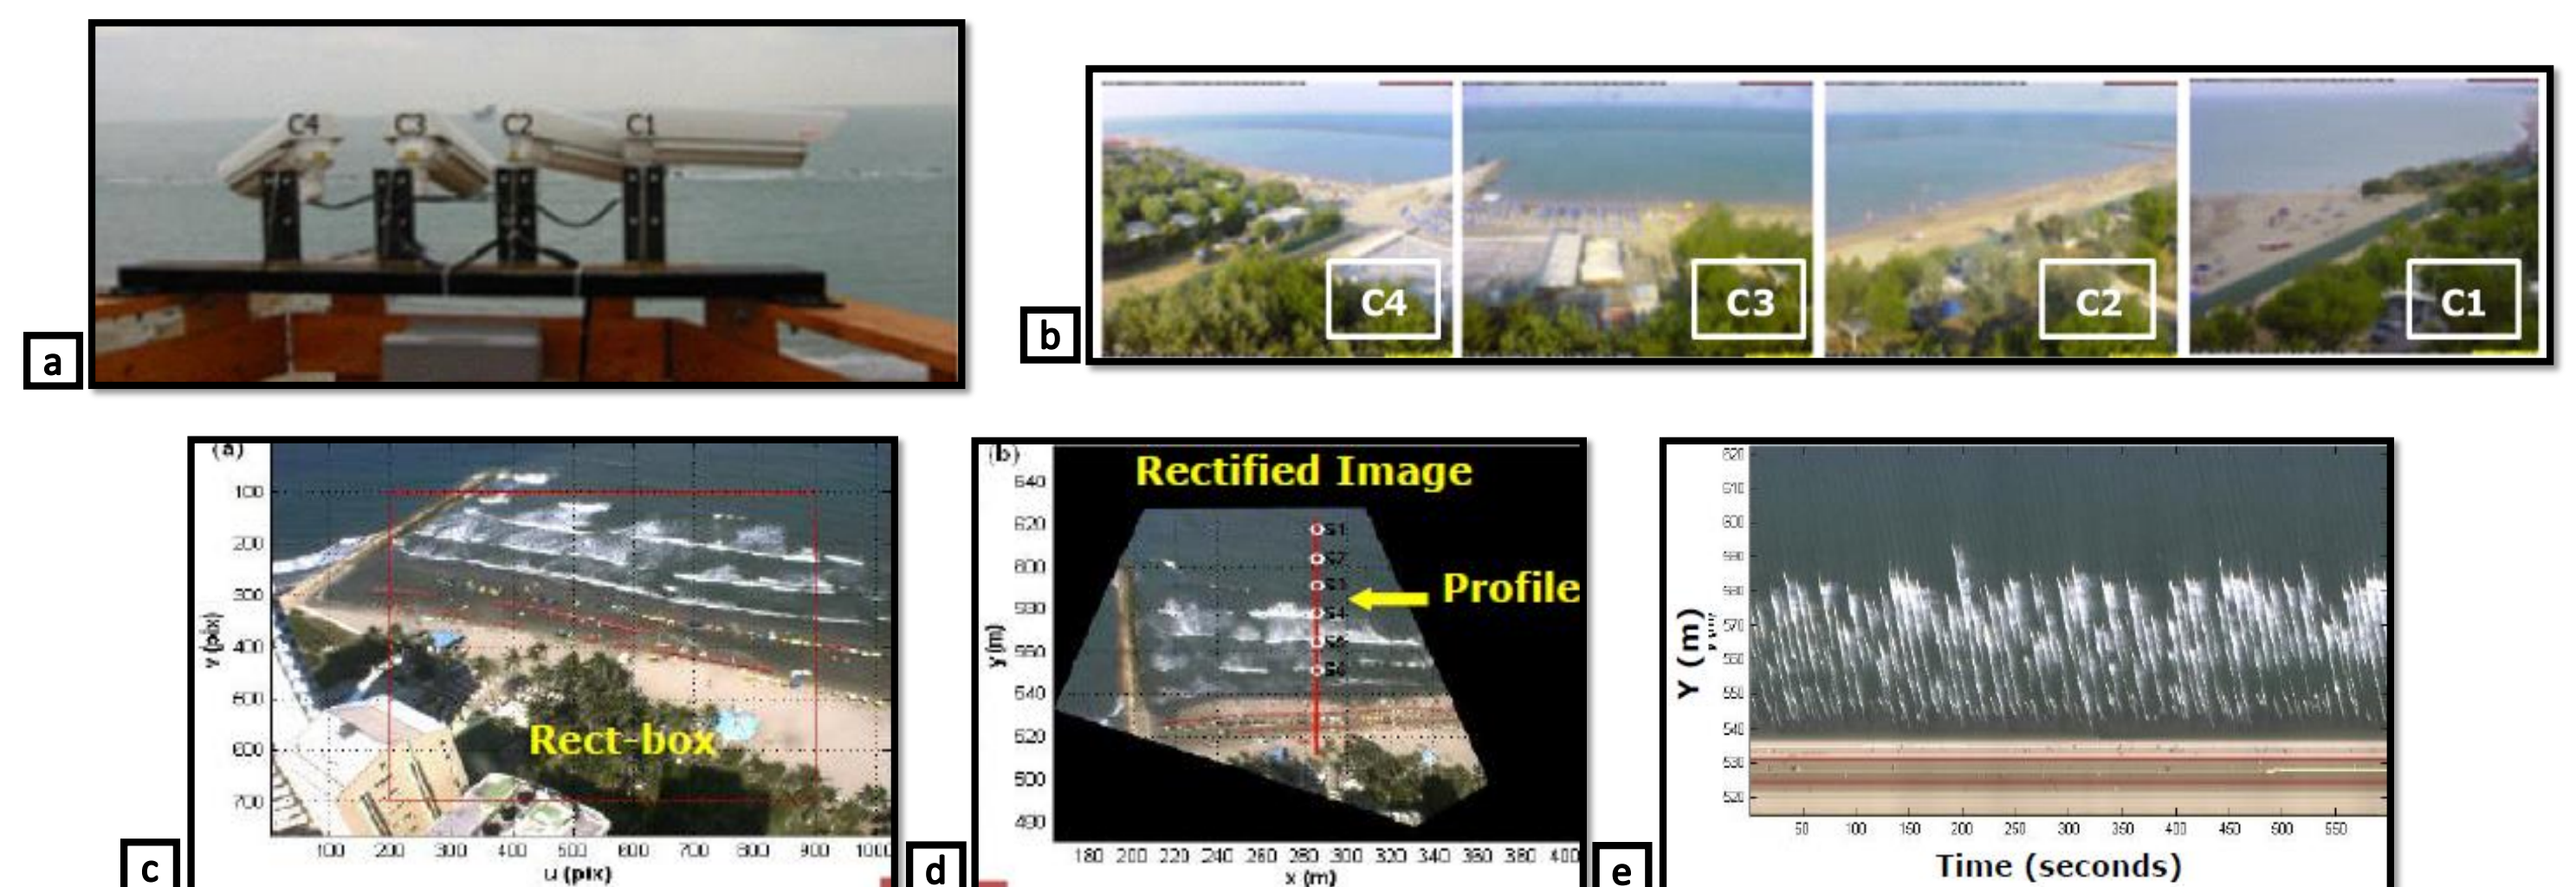 C4 C3 C2 C1
a
C4 C3 C2 C1
b
(a)
100
200
300
400
500
600
700
v (pix)
Rect-box
100 200 300 400 500 600 700 800 900 1000
u (pix)
c
(b)
Rectified Image
640
620
600
580
560
540
520
500
480
y (m)
S1
S2
S3
S4
S5
S6
Profile
180 200 220 240 260 280 300 320 340 360 380 400
x (m)
d
620
610
600
590
580
570
560
550
540
530
520
Y (m)
50 100 150 200 250 300 350 400 450 500 550
Time (seconds)
e